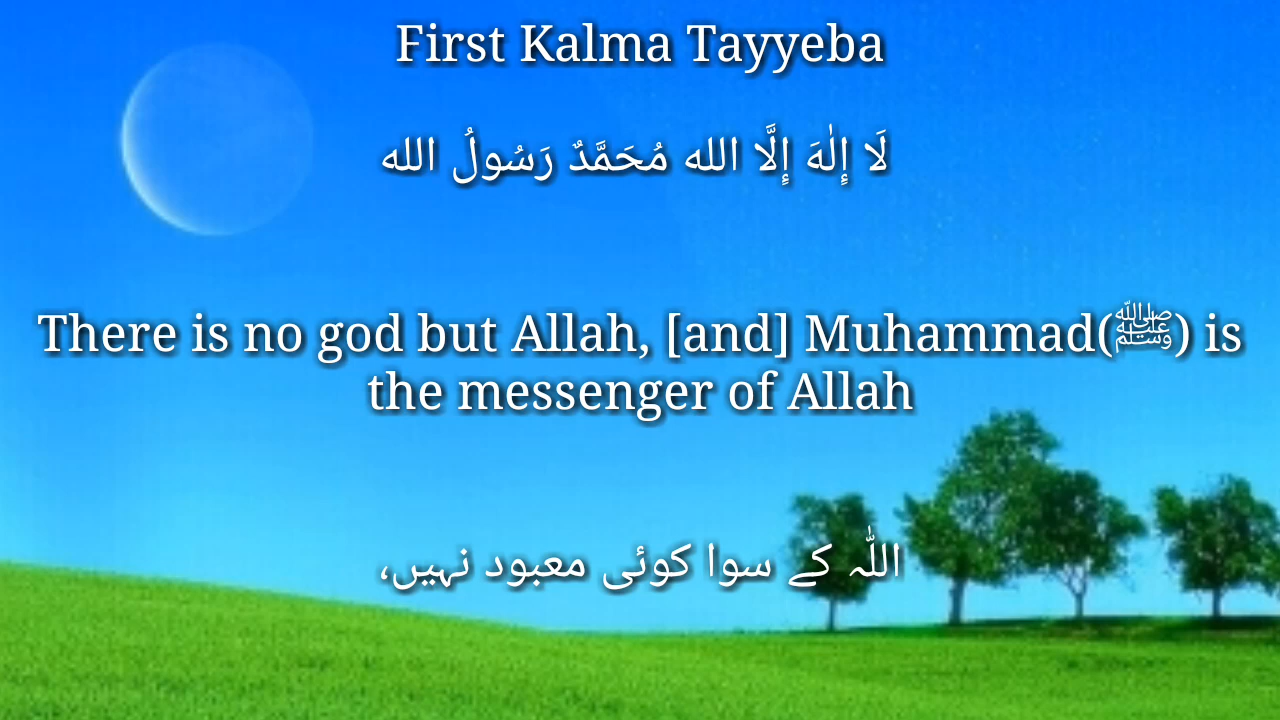 First Kalma Tayyeba
لَا إِلٰهَ إِلَّا الله مُحَمَّدٌ رَسُولُ الله
There is no god but Allah, [and] Muhammad(ﷺ) is
the messenger of Allah
اللّٰہ کے سوا کوئی معبود نہیں،